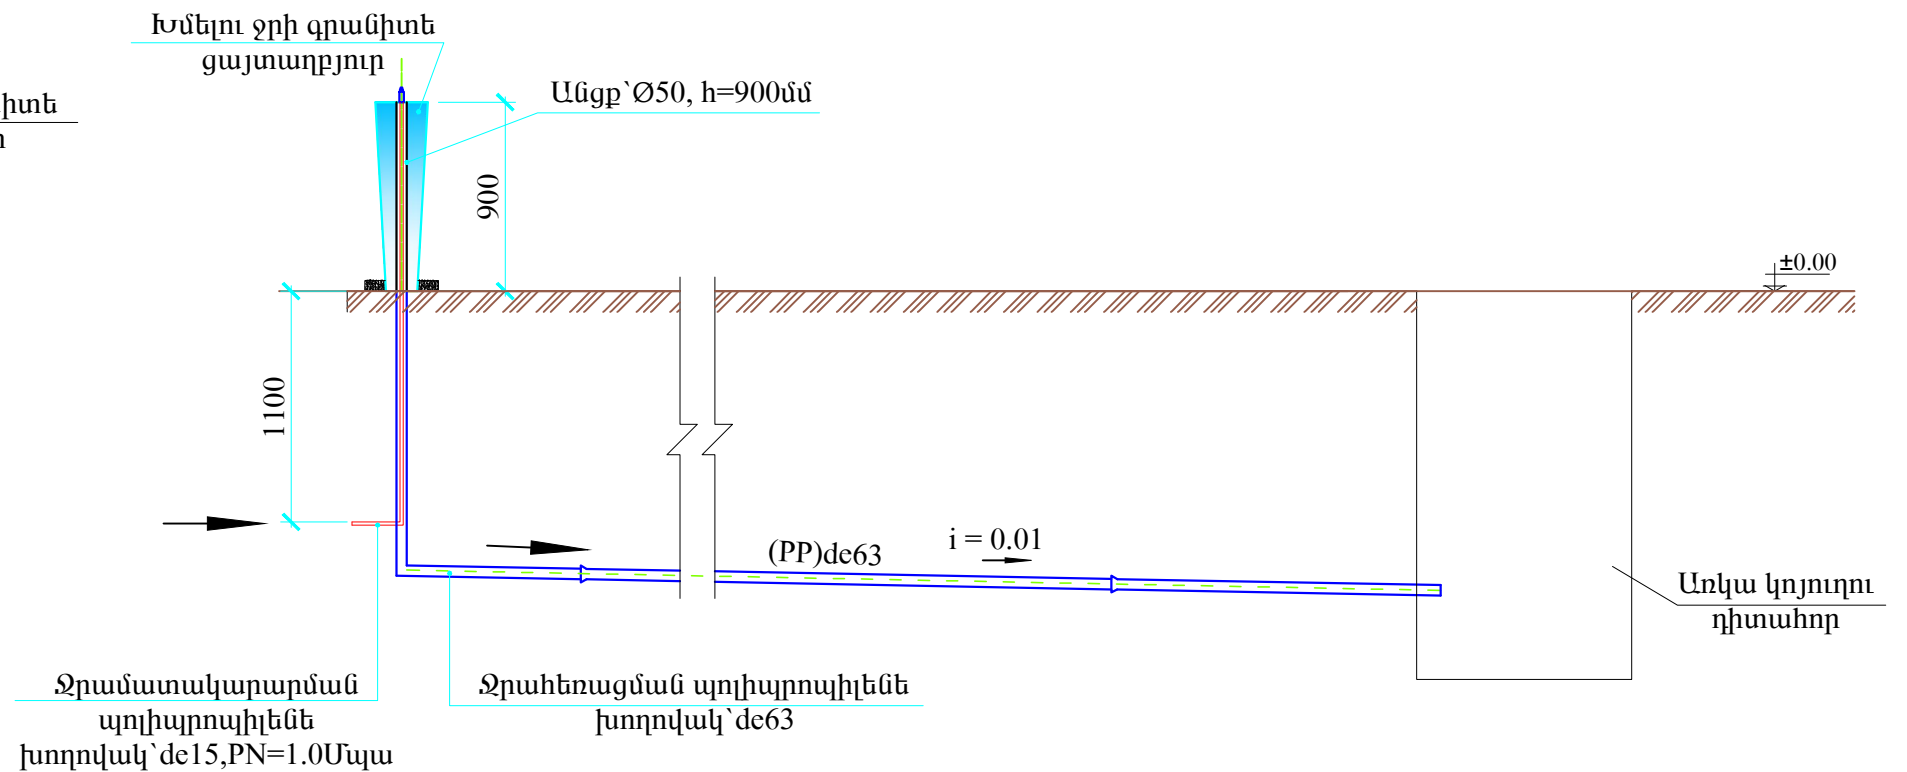 Խմելու ջրի գրանիտե
ցայտաղբյուր
Անցք՝Ø50, h=900մմ
իտե
900
±0.00
1100
(PP)de63
i = 0.01
Առկա կոյուղու
դիտահոր
Ջրամատակարարման
պոլիպրոպիլենե
խողովակ՝de15,PN=1.0Մպա
Ջրահեռացման պոլիպրոպիլենե
խողովակ՝de63